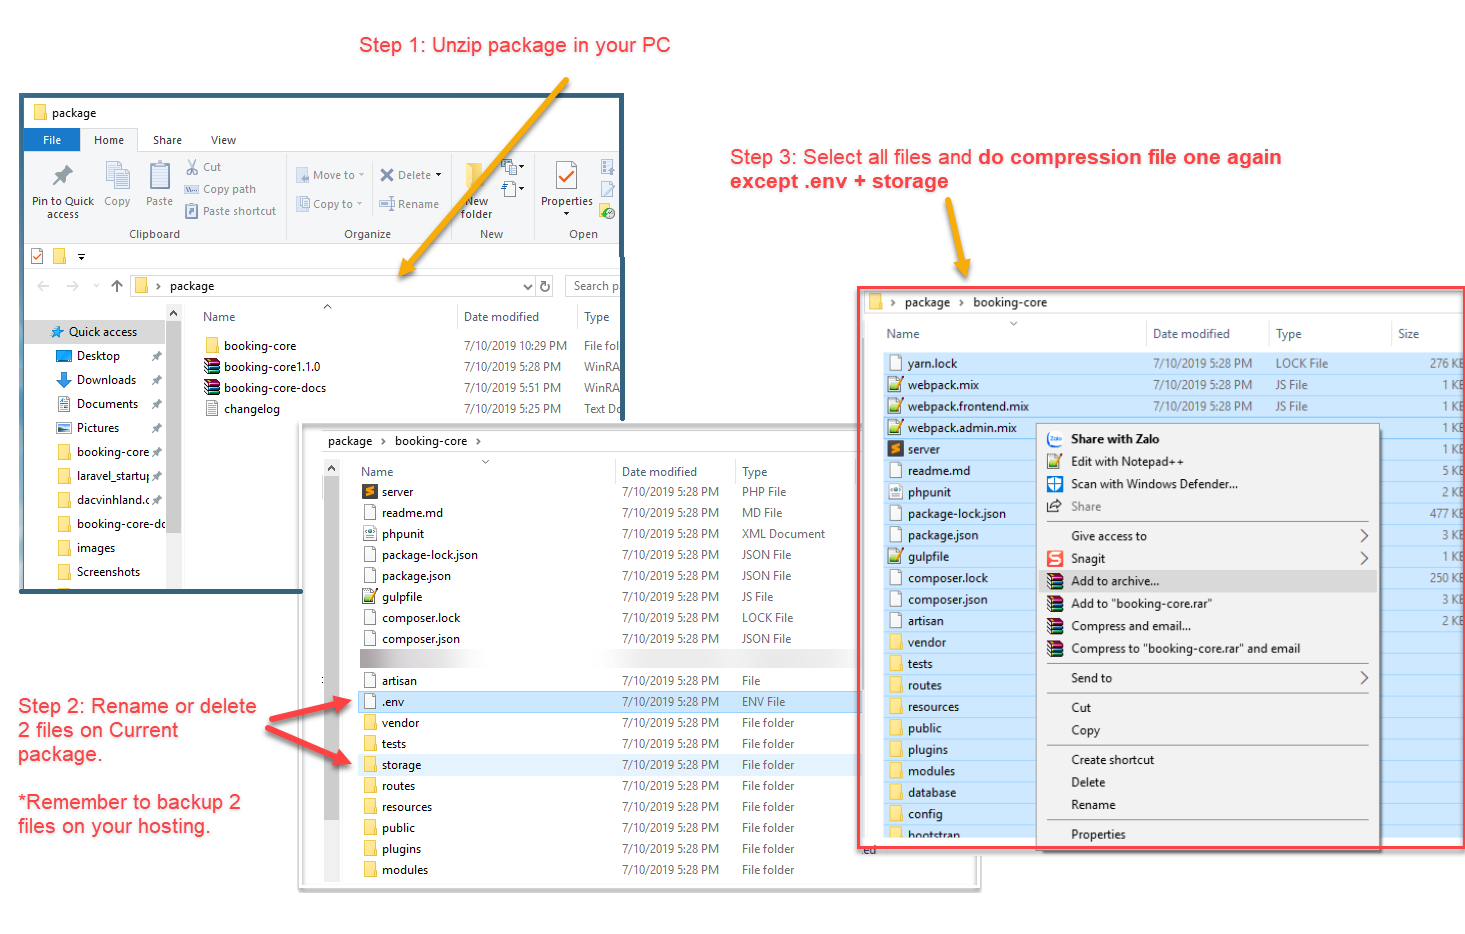 Step 1: Unzip package in your PC
package
File Home Share View
Pin to Quick access
Copy
Paste
Cut
Copy path
Paste shortcut
Clipboard
Move to
Copy to
Delete
Rename
Organize
New folder
New
Properties
Open
package
Search p
Name Date modified Type
Quick access
Desktop
Downloads
Documents
Pictures
booking-core
laravel_startup
dacvinhland.c
booking-core-dc
images
Screenshots
booking-core 7/10/2019 10:29 PM File fol
booking-core1.1.0 7/10/2019 5:28 PM WinRA
booking-core-docs 7/10/2019 5:51 PM WinRA
changelog 7/10/2019 5:25 PM Text Do
Step 2: Rename or delete
2 files on Current
package.
*Remember to backup 2
files on your hosting.
package booking-core
Name Date modified Type
server 7/10/2019 5:28 PM PHP File
readme.md 7/10/2019 5:28 PM MD File
phpunit 7/10/2019 5:28 PM XML Document
package-lock.json 7/10/2019 5:28 PM JSON File
package.json 7/10/2019 5:28 PM JSON File
gulpfile 7/10/2019 5:28 PM JS File
composer.lock 7/10/2019 5:28 PM LOCK File
composer.json 7/10/2019 5:28 PM JSON File
artisan 7/10/2019 5:28 PM File
.env 7/10/2019 5:28 PM ENV File
vendor 7/10/2019 5:28 PM File folder
tests 7/10/2019 5:28 PM File folder
storage 7/10/2019 5:28 PM File folder
routes 7/10/2019 5:28 PM File folder
resources 7/10/2019 5:28 PM File folder
public 7/10/2019 5:28 PM File folder
plugins 7/10/2019 5:28 PM File folder
modules 7/10/2019 5:28 PM File folder
Step 3: Select all files and do compression file one again
except .env + storage
package booking-core
Name Date modified Type Size
yarn.lock 7/10/2019 5:28 PM LOCK File 276 KB
webpack.mix 7/10/2019 5:28 PM JS File 1 KB
webpack.frontend.mix 7/10/2019 5:28 PM JS File 1 KB
webpack.admin.mix 1 KB
server 1 KB
readme.md 5 KB
phpunit 2 KB
package-lock.json 477 KB
package.json 3 KB
gulpfile 1 KB
composer.lock 250 KB
composer.json 3 KB
artisan 2 KB
vendor
tests
routes
resources
public
plugins
modules
database
config
bootstrap
Share with Zalo
Edit with Notepad++
Scan with Windows Defender...
Share
Give access to
Snagit
Add to archive...
Add to "booking-core.rar"
Compress and email...
Compress to "booking-core.rar" and email
Send to
Cut
Copy
Create shortcut
Delete
Rename
Properties
ed